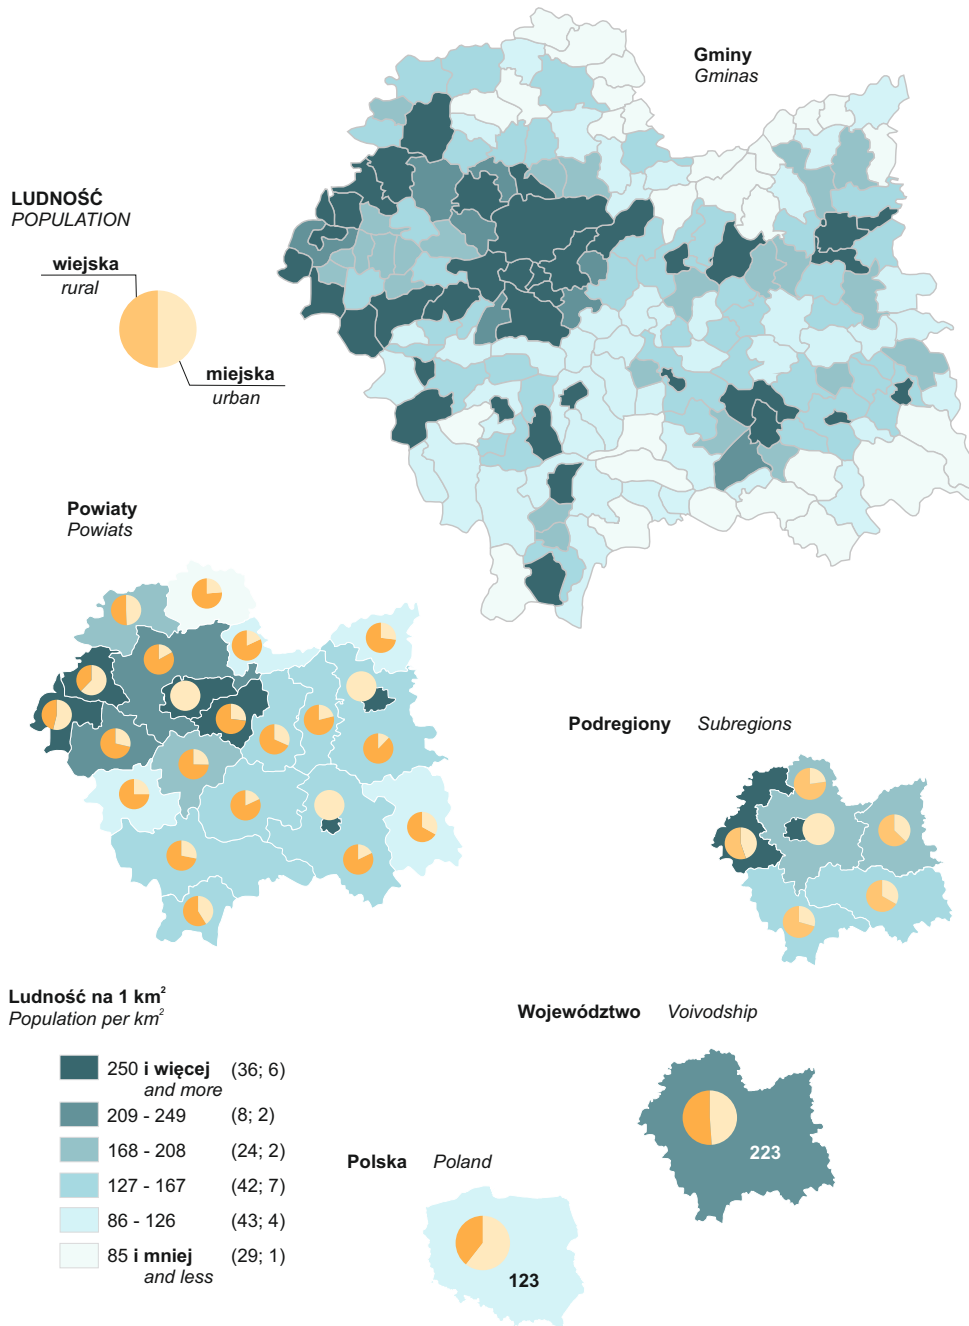 Gminy
Gminas
LUDNOŚĆ
POPULATION
wiejska
rural
miejska
urban
Powiaty
Powiats
Podregiony Subregions
Ludność na 1 km²
Population per km²
250 i więcej (36; 6)
and more
209 - 249 (8; 2)
168 - 208 (24; 2)
127 - 167 (42; 7)
86 - 126 (43; 4)
85 i mniej (29; 1)
and less
Województwo Voivodship
223
Polska Poland
123